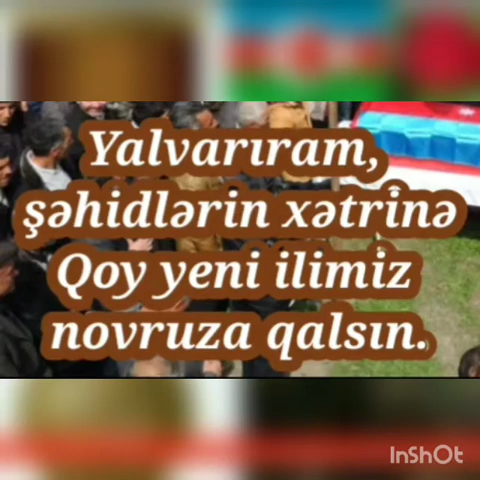 Yalvarıram,
şəhidlərin xətrinə
Qoy yeni ilimiz
novruza qalsın.
InShOt